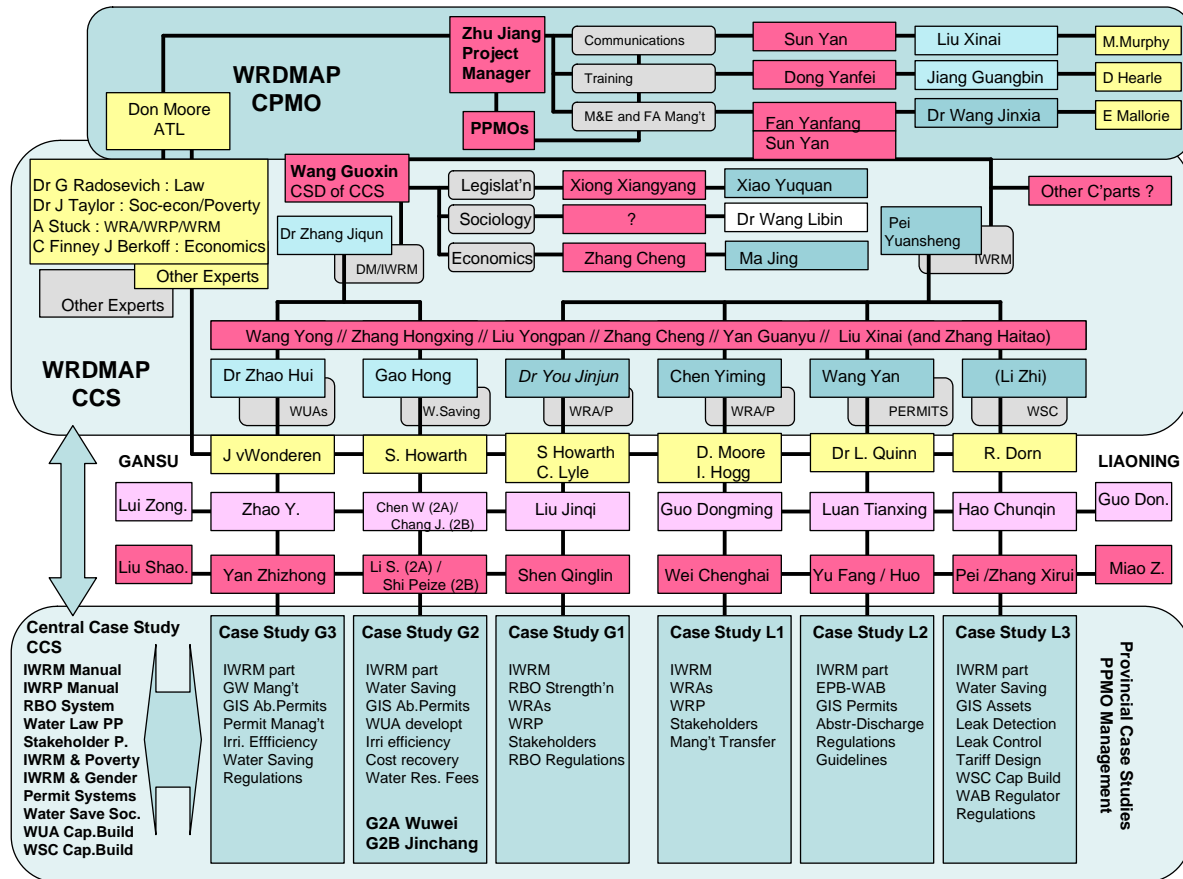 WRDMAP
CPMO
Zhu Jiang
Project
Manager
PPMOs
Communications
Sun Yan
Liu Xinai
M.Murphy
Training
Dong Yanfei
Jiang Guangbin
D Hearle
M&E and FA Mang't
Fan Yanfang
Sun Yan
Dr Wang Jinxia
E Mallorie
Don Moore
ATL
Dr G Radosevich : Law
Dr J Taylor : Soc-econ/Poverty
A Stuck : WRA/WRP/WRM
C Finney J Berkoff : Economics
Other Experts
Other Experts
Wang Guoxin
CSD of CCS
Dr Zhang Jiqun
DM/IWRM
Legislat'n
Xiong Xiangyang
Xiao Yuquan
Sociology
?
Dr Wang Libin
Economics
Zhang Cheng
Ma Jing
Other C'parts ?
Pei
Yuansheng
IWRM
Wang Yong // Zhang Hongxing // Liu Yongpan // Zhang Cheng // Yan Guanyu // Liu Xinai (and Zhang Haitao)
WRDMAP
CCS
Dr Zhao Hui
WUAs
Gao Hong
W.Saving
Dr You Jinjun
WRA/P
Chen Yiming
WRA/P
Wang Yan
PERMITS
(Li Zhi)
WSC
GANSU
LIAONING
J vWonderen
S. Howarth
S Howarth
C. Lyle
D. Moore
I. Hogg
Dr L. Quinn
R. Dorn
Lui Zong.
Zhao Y.
Chen W (2A)/
Chang J. (2B)
Liu Jinqi
Guo Dongming
Luan Tianxing
Hao Chunqin
Guo Don.
Liu Shao.
Yan Zhizhong
Li S. (2A) /
Shi Peize (2B)
Shen Qinglin
Wei Chenghai
Yu Fang / Huo
Pei /Zhang Xirui
Miao Z.
Central Case Study
CCS
IWRM Manual
IWRP Manual
RBO System
Water Law PP
Stakeholder P.
IWRM & Poverty
IWRM & Gender
Permit Systems
Water Save Soc.
WUA Cap.Build
WSC Cap.Build
Case Study G3
IWRM part
GW Mang't
GIS Ab.Permits
Permit Manag't
Irri. Effficiency
Water Saving
Regulations
Case Study G2
IWRM part
Water Saving
GIS Ab.Permits
WUA developt
Irri efficiency
Cost recovery
Water Res. Fees
G2A Wuwei
G2B Jinchang
Case Study G1
IWRM
RBO Strength'n
WRAs
WRP
Stakeholders
RBO Regulations
Case Study L1
IWRM
WRAs
WRP
Stakeholders
Mang't Transfer
Case Study L2
IWRM part
EPB-WAB
GIS Permits
Abstr-Discharge
Regulations
Guidelines
Case Study L3
IWRM part
Water Saving
GIS Assets
Leak Detection
Leak Control
Tariff Design
WSC Cap Build
WAB Regulator
Regulations
Provincial Case Studies
PPMO Management